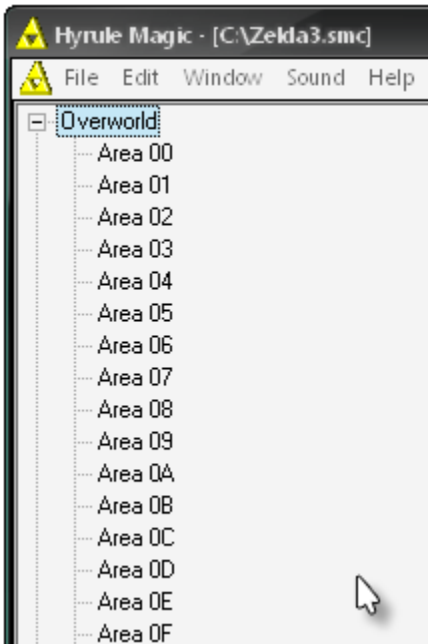 Hyrule Magic - [C:\Zelda3.smc]
File Edit Window Sound Help
Overworld
Area 00
Area 01
Area 02
Area 03
Area 04
Area 05
Area 06
Area 07
Area 08
Area 09
Area 0A
Area 0B
Area 0C
Area 0D
Area 0E
Area 0F